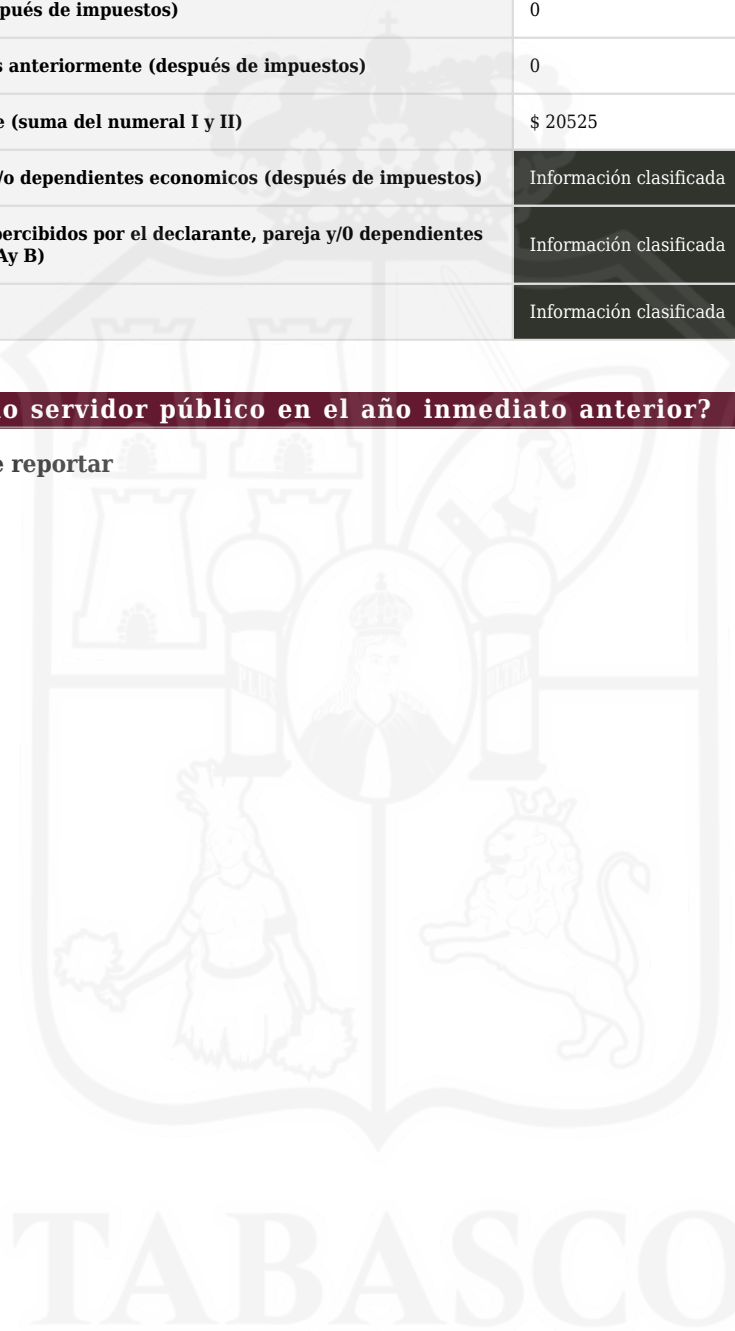 pués de impuestos) 0
s anteriormente (después de impuestos) 0
e (suma del numeral I y II) $ 20525
/o dependientes economicos (después de impuestos) Información clasificada
percibidos por el declarante, pareja y/0 dependientes
Ay B) Información clasificada
Información clasificada
o servidor público en el año inmediato anterior?
e reportar
PLUS ULTRA
TABASCO